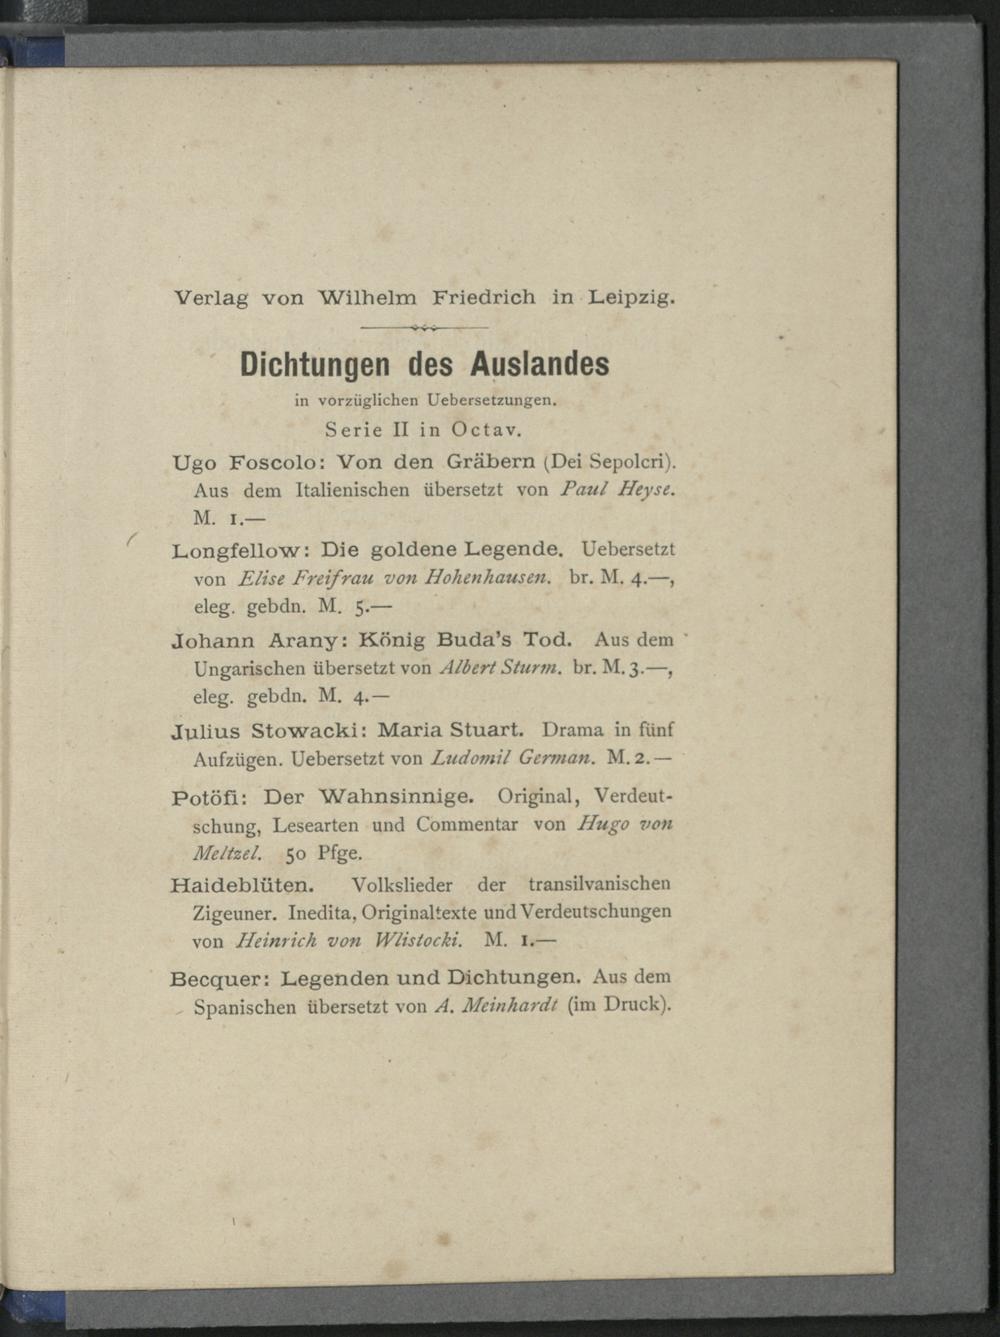 Verlag von Wilhelm Friedrich in Leipzig.
Dichtungen des Auslandes
in vorzüglichen Uebersetzungen.
Serie II in Octav.
Ugo Foscolo: Von den Gräbern (Dei Sepolcri).
Aus dem Italienischen übersetzt von Paul Heyse.
M. 1.—
Longfellow: Die goldene Legende. Uebersetzt
von Elise Freifrau von Hohenhausen. br. M. 4.—,
eleg. gebdn. M. 5.—
Johann Arany: König Buda's Tod. Aus dem
Ungarischen übersetzt von Albert Sturm. br. M. 3.—,
eleg. gebdn. M. 4.—
Julius Stowacki: Maria Stuart. Drama in fünf
Aufzügen. Uebersetzt von Ludomil German. M. 2.—
Potöfi: Der Wahnsinnige. Original, Verdeut-
schung, Lesearten und Commentar von Hugo von
Meltzel. 50 Pfge.
Haideblüten. Volkslieder der transilvanischen
Zigeuner. Inedita, Originaltexte und Verdeutschungen
von Heinrich von Wlistocki. M. 1.—
Becquer: Legenden und Dichtungen. Aus dem
Spanischen übersetzt von A. Meinhardt (im Druck).